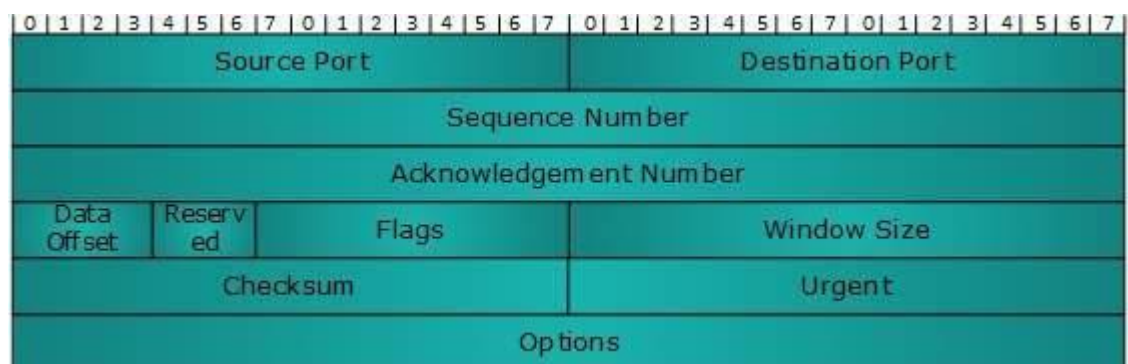 0 1 2 3 4 5 6 7 0 1 2 3 4 5 6 7 0 1 2 3 4 5 6 7 0 1 2 3 4 5 6 7
Source Port Destination Port
Sequence Number
Acknowledgement Number
Data Offset Reserv ed Flags Window Size
Checksum Urgent
Options